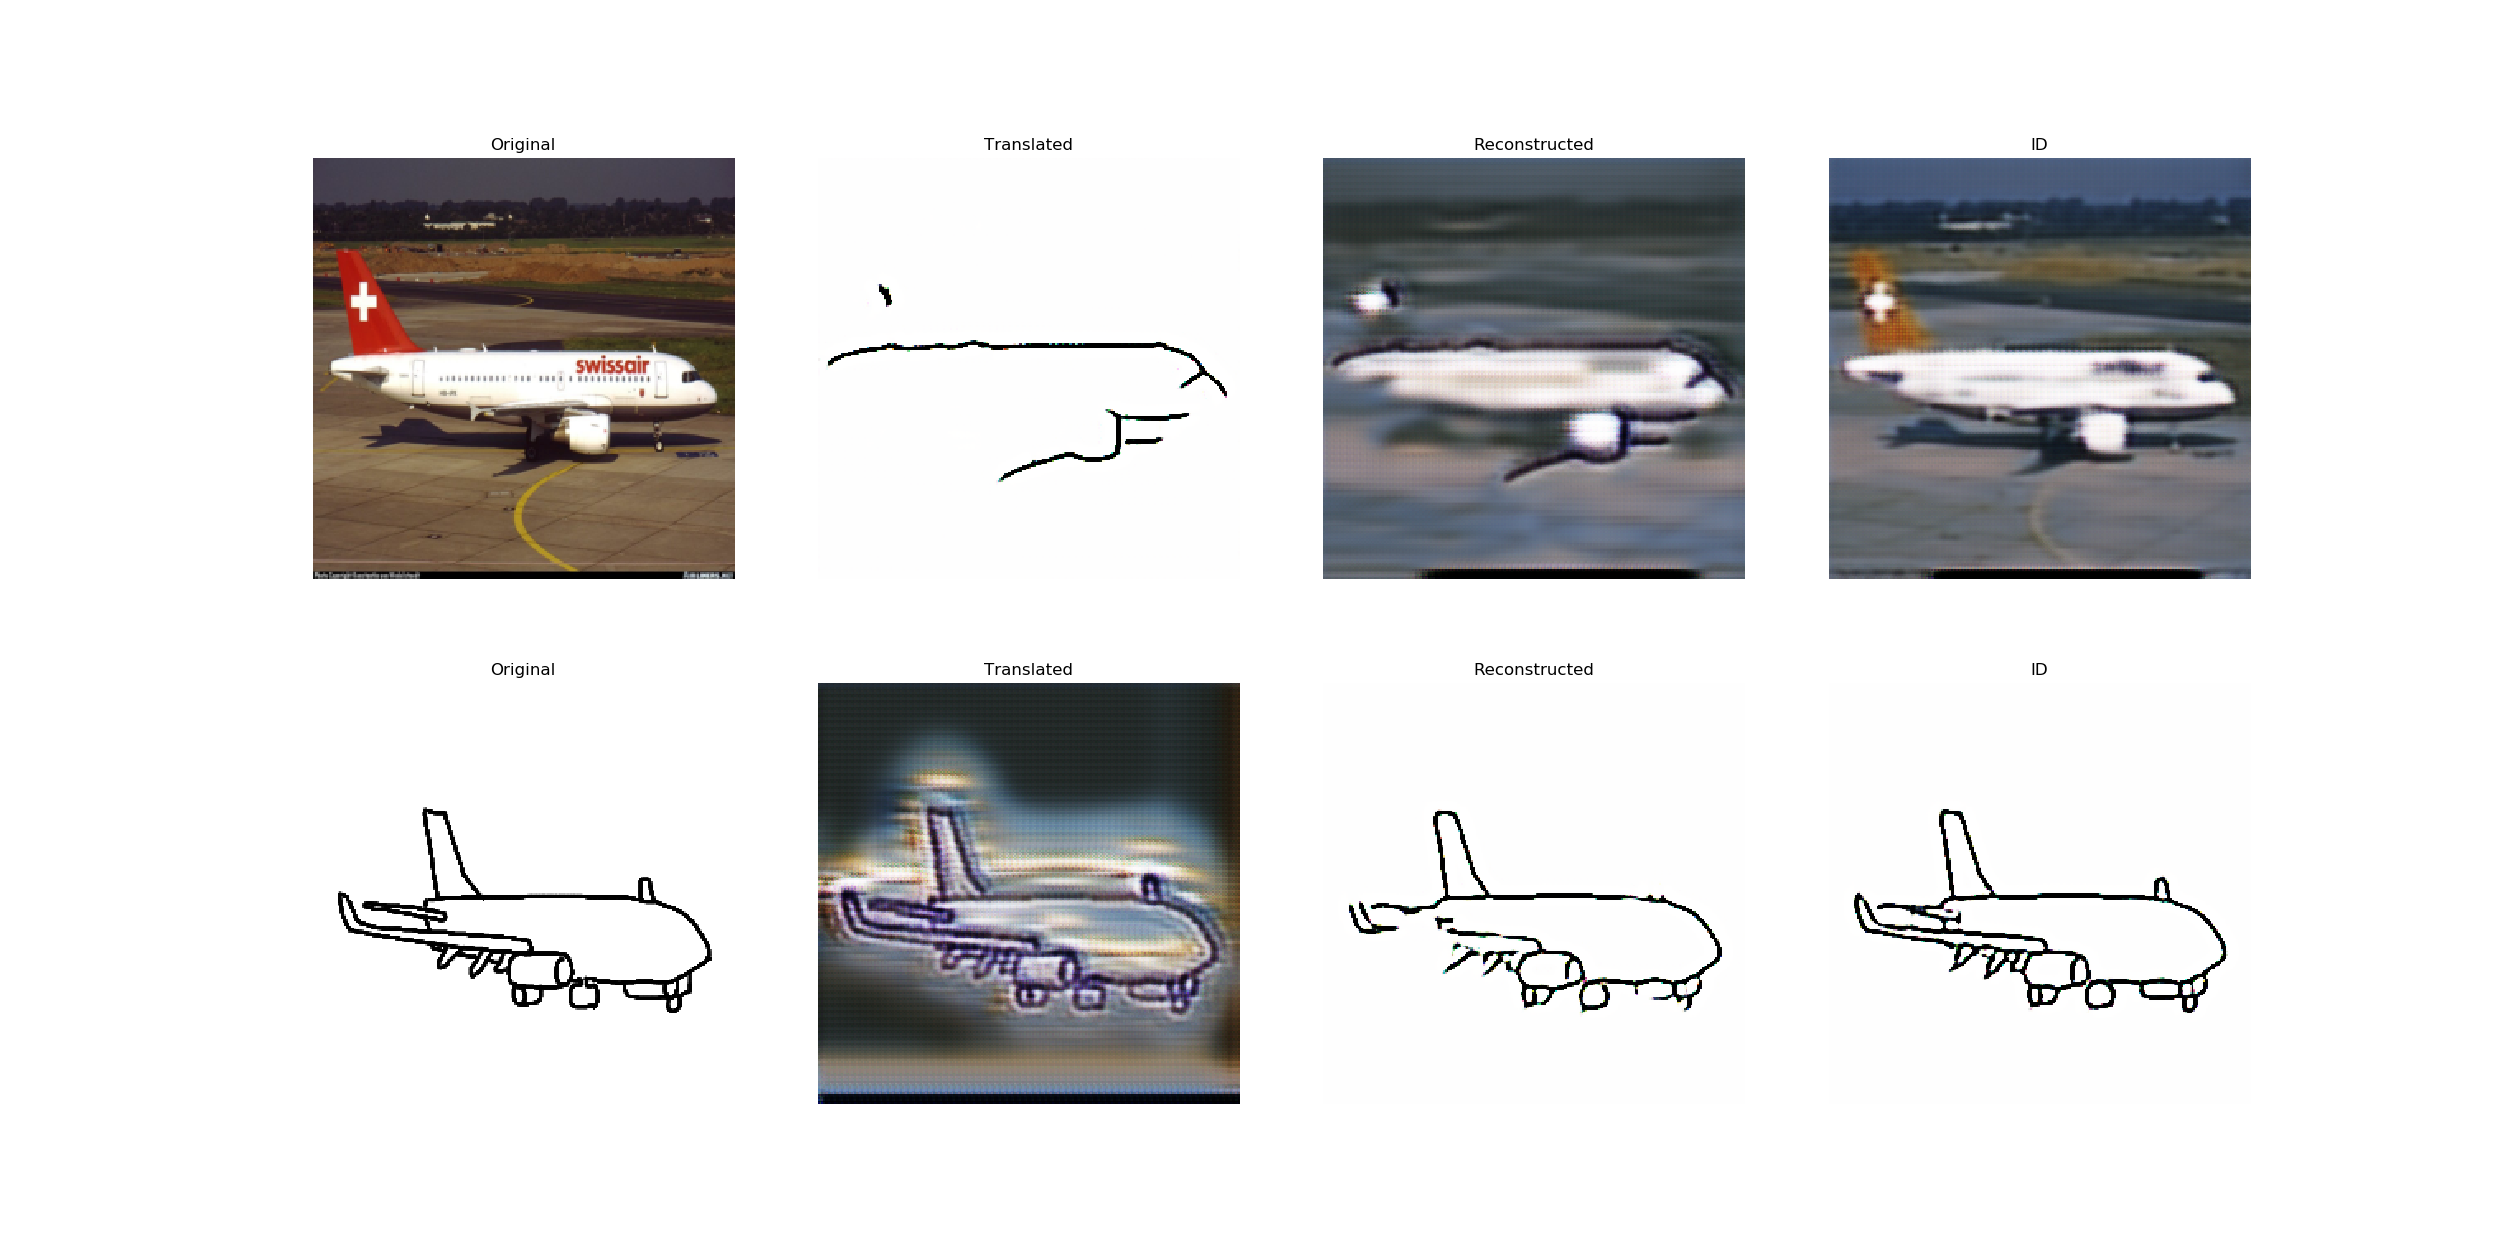 Original
Translated
Reconstructed
ID
swissair
Original
Translated
Reconstructed
ID